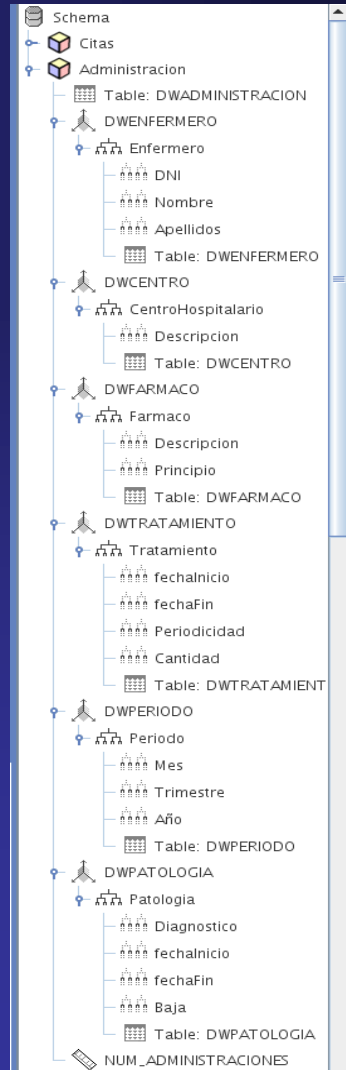 Schema
Citas
Administracion
Table: DWADMINISTRACION
DWENFERMERO
Enfermero
DNI
Nombre
Apellidos
Table: DWENFERMERO
DWCENTRO
CentroHospitalario
Descripcion
Table: DWCENTRO
DWFARMACO
Farmaco
Descripcion
Principio
Table: DWFARMACO
DWTRATAMIENTO
Tratamiento
fechaInicio
fechaFin
Periodicidad
Cantidad
Table: DWTRATAMIENT
DWPERIODO
Periodo
Mes
Trimestre
Año
Table: DWPERIODO
DWPATOLOGIA
Patologia
Diagnostico
fechaInicio
fechaFin
Baja
Table: DWPATOLOGIA
NUM_ADMINISTRACIONES